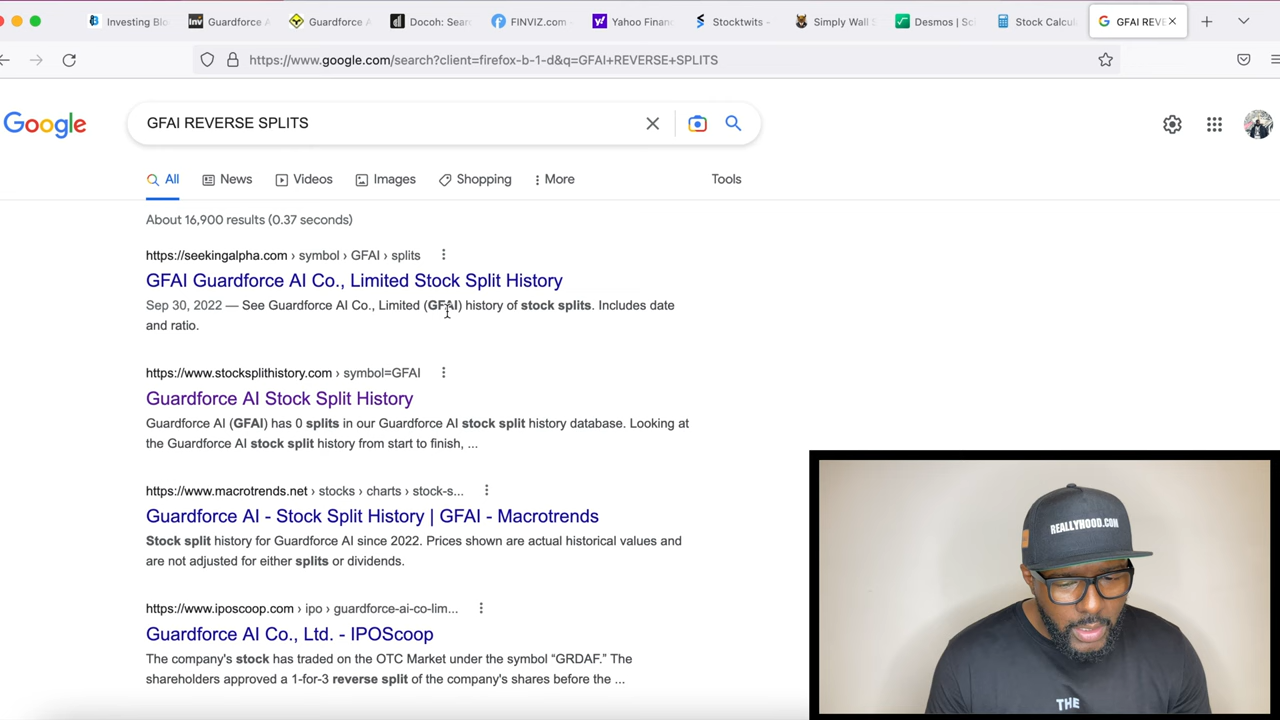 Investing Blo
Guardforce A
Guardforce A
Docoh: Sear
FINVIZ.com -
Yahoo Financ
Stocktwits -
Simply Wall S
Desmos | Sci
Stock Calcul
GFAI REVE
https://www.google.com/search?client=firefox-b-1-d&q=GFAI+REVERSE+SPLITS
Google
GFAI REVERSE SPLITS
All
News
Videos
Images
Shopping
More
Tools
About 16,900 results (0.37 seconds)
https://seekingalpha.com › symbol › GFAI › splits
GFAI Guardforce AI Co., Limited Stock Split History
Sep 30, 2022 — See Guardforce AI Co., Limited (GFAI) history of stock splits. Includes date
and ratio.
https://www.stocksplithistory.com › symbol=GFAI
Guardforce AI Stock Split History
Guardforce AI (GFAI) has 0 splits in our Guardforce AI stock split history database. Looking at
the Guardforce AI stock split history from start to finish, ...
https://www.macrotrends.net › stocks › charts › stock-s...
Guardforce AI - Stock Split History | GFAI - Macrotrends
Stock split history for Guardforce AI since 2022. Prices shown are actual historical values and
are not adjusted for either splits or dividends.
https://www.iposcoop.com › ipo › guardforce-ai-co-lim...
Guardforce AI Co., Ltd. - IPOScoop
The company's stock has traded on the OTC Market under the symbol “GRDAF.” The
shareholders approved a 1-for-3 reverse split of the company's shares before the ...
REALLYHOOD.COM
THE